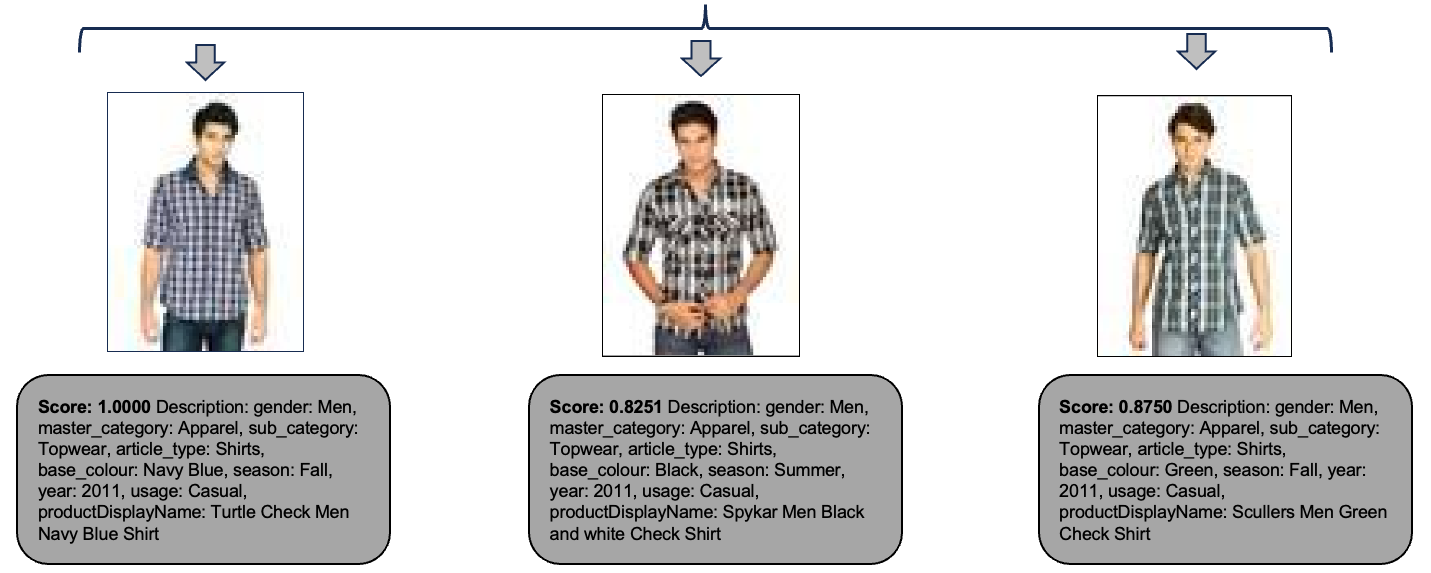 Score: 1.0000 Description: gender: Men,
master_category: Apparel, sub_category:
Topwear, article_type: Shirts,
base_colour: Navy Blue, season: Fall,
year: 2011, usage: Casual,
productDisplayName: Turtle Check Men
Navy Blue Shirt
Score: 0.8251 Description: gender: Men,
master_category: Apparel, sub_category:
Topwear, article_type: Shirts,
base_colour: Black, season: Summer,
year: 2011, usage: Casual,
productDisplayName: Spykar Men Black
and white Check Shirt
Score: 0.8750 Description: gender: Men,
master_category: Apparel, sub_category:
Topwear, article_type: Shirts,
base_colour: Green, season: Fall, year:
2011, usage: Casual,
productDisplayName: Scullers Men Green
Check Shirt